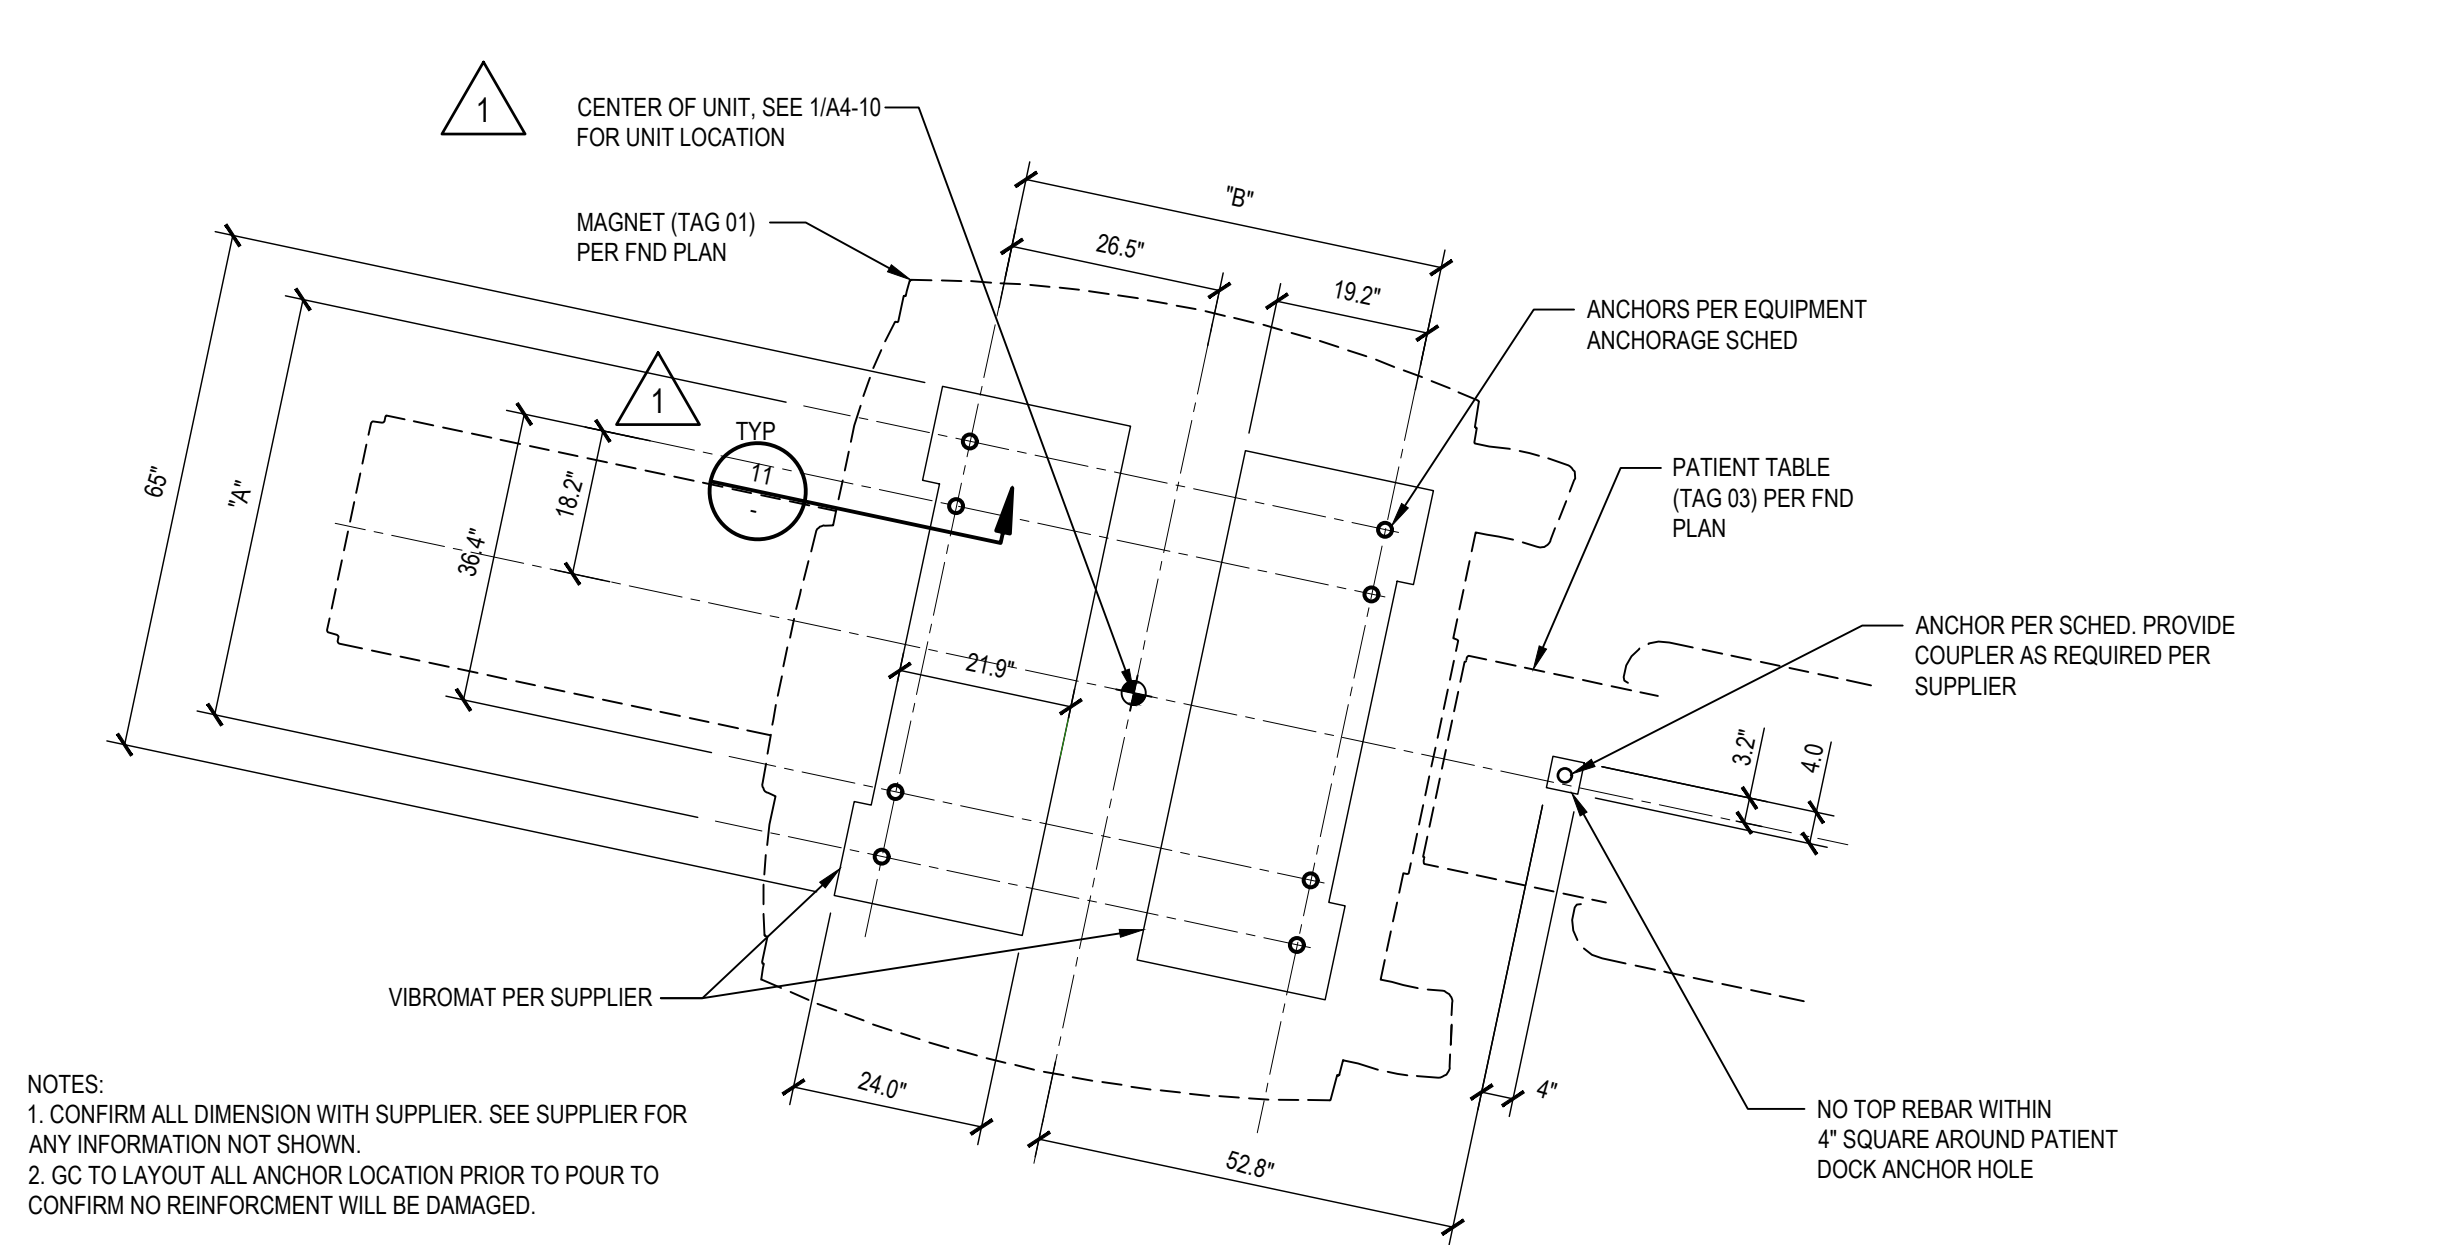 1
CENTER OF UNIT, SEE 1/A4-10
FOR UNIT LOCATION
MAGNET (TAG 01)
PER FND PLAN
"B"
26.5"
19.2"
ANCHORS PER EQUIPMENT
ANCHORAGE SCHED
1
TYP
11
-
65"
"A"
36.4"
18.2"
21.9"
PATIENT TABLE
(TAG 03) PER FND
PLAN
ANCHOR PER SCHED. PROVIDE
COUPLER AS REQUIRED PER
SUPPLIER
3.2"
4.0
VIBROMAT PER SUPPLIER
24.0"
52.8"
4"
NO TOP REBAR WITHIN
4" SQUARE AROUND PATIENT
DOCK ANCHOR HOLE
NOTES:
1. CONFIRM ALL DIMENSION WITH SUPPLIER. SEE SUPPLIER FOR
ANY INFORMATION NOT SHOWN.
2. GC TO LAYOUT ALL ANCHOR LOCATION PRIOR TO POUR TO
CONFIRM NO REINFORCMENT WILL BE DAMAGED.